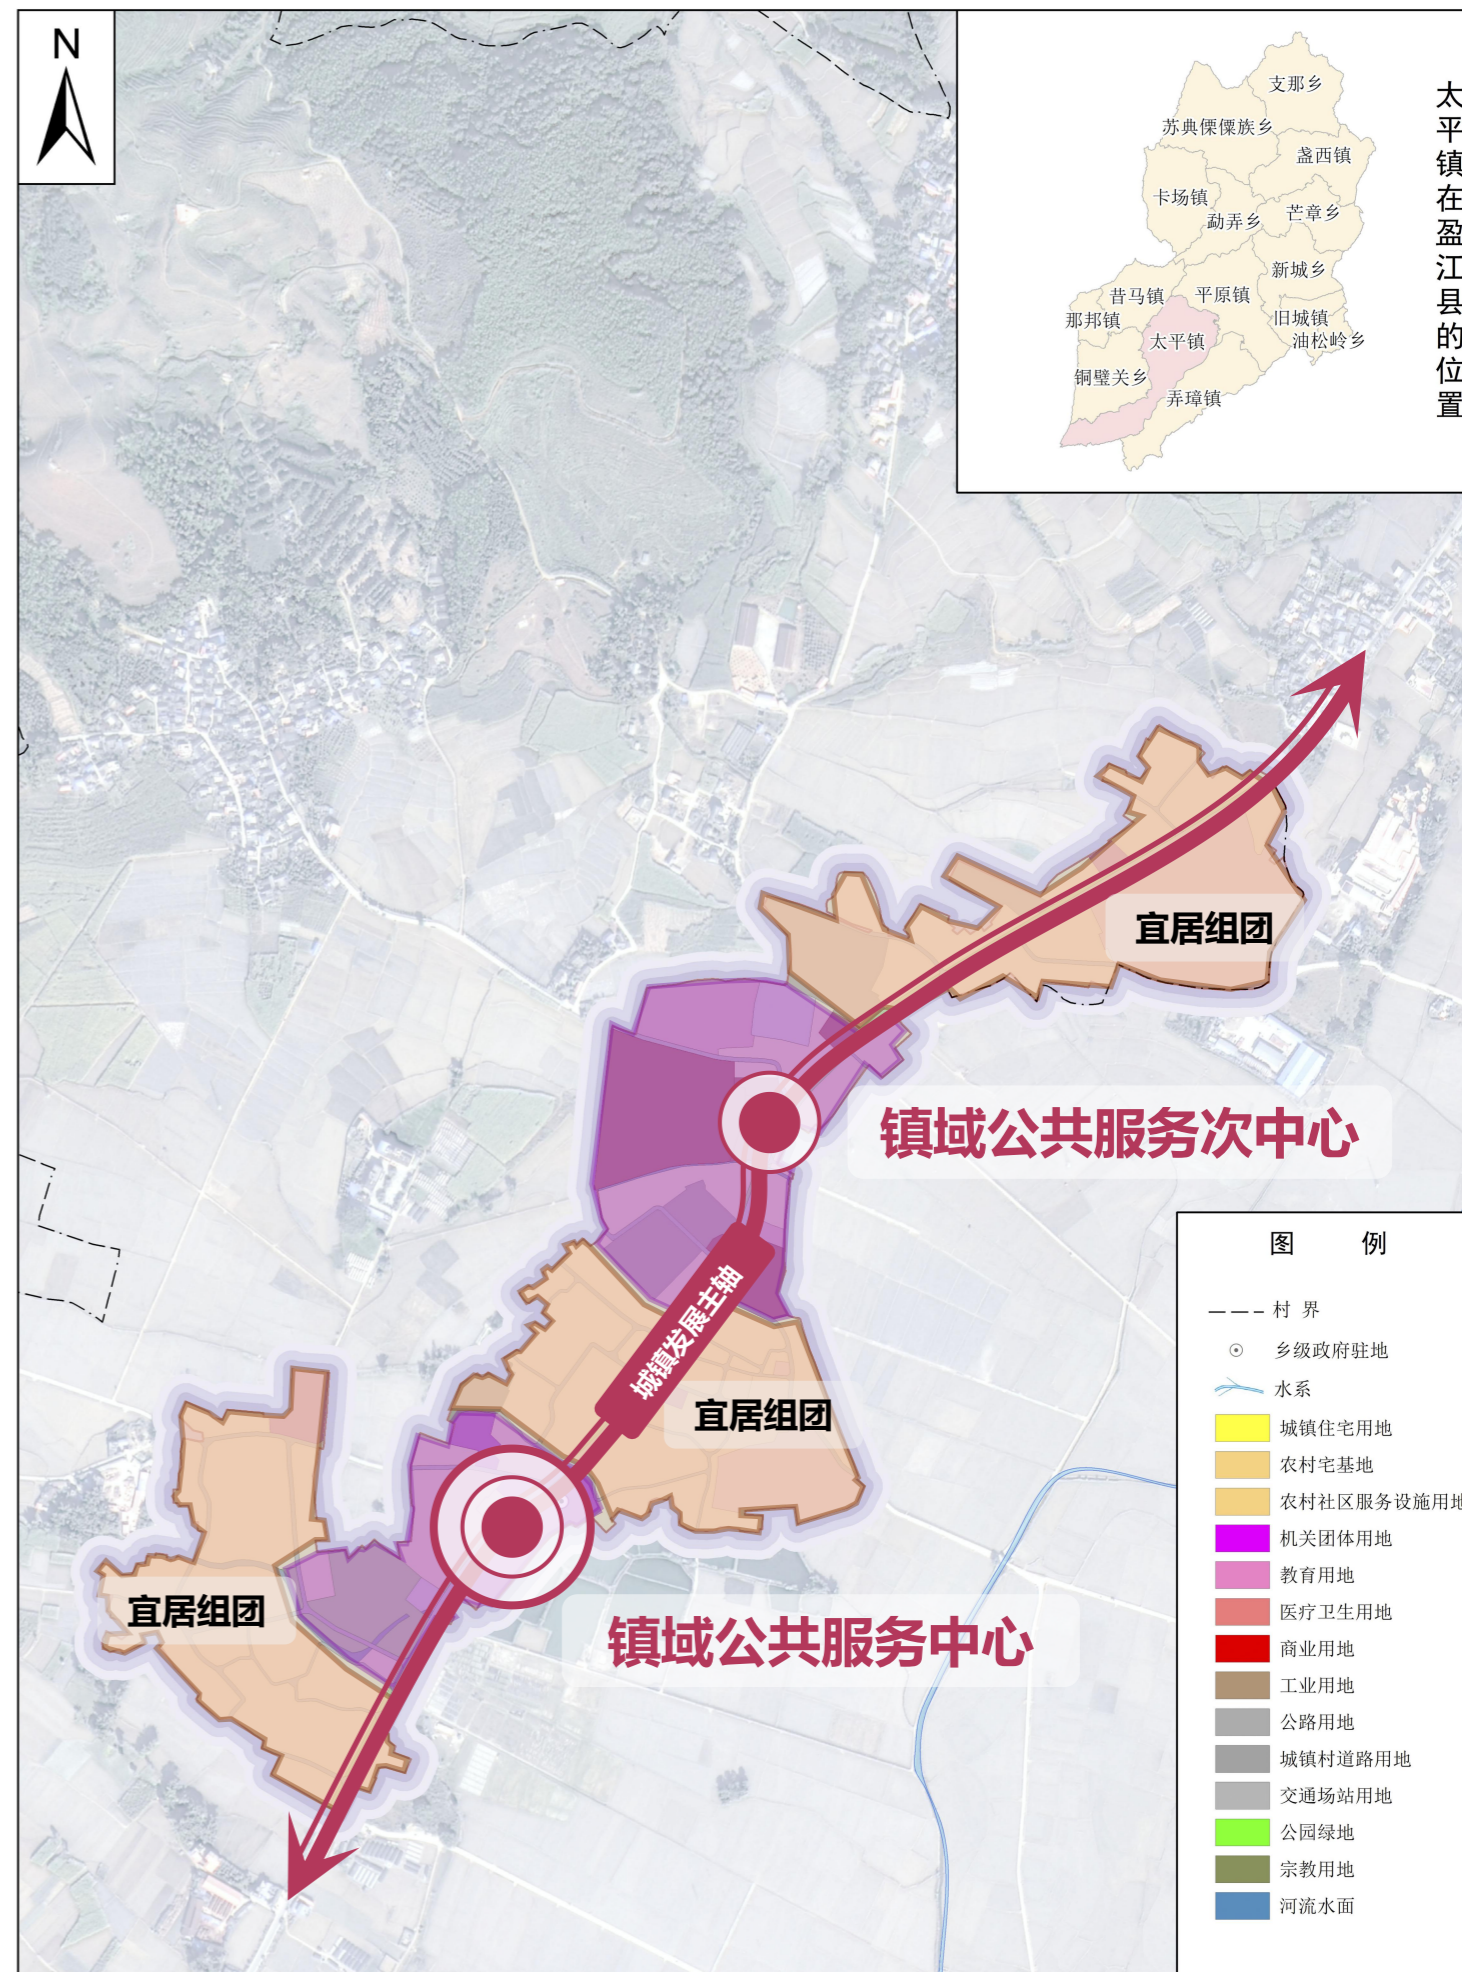 N
支那乡
苏典傈僳族乡
盏西镇
卡场镇
勐弄乡
芒章乡
新城乡
昔马镇
平原镇
那邦镇
旧城镇
太平镇
油松岭乡
铜壁关乡
弄璋镇
太平镇在盈江县的位置
宜居组团
镇域公共服务次中心
城镇发展主轴
宜居组团
宜居组团
镇域公共服务中心
图 例
村 界
乡级政府驻地
水系
城镇住宅用地
农村宅基地
农村社区服务设施用地
机关团体用地
教育用地
医疗卫生用地
商业用地
工业用地
公路用地
城镇村道路用地
交通场站用地
公园绿地
宗教用地
河流水面